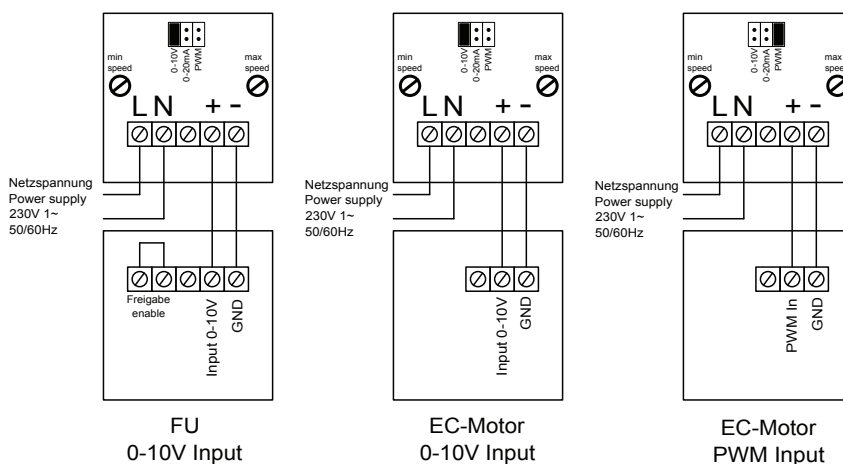 0-10V
0-20mA
PWM
min
speed
max
speed
L N + -
Netzspannung
Power supply
230V 1~
50/60Hz
Freigabe
enable
Input 0-10V
GND
FU
0-10V Input
0-10V
0-20mA
PWM
min
speed
max
speed
L N + -
Netzspannung
Power supply
230V 1~
50/60Hz
Input 0-10V
GND
EC-Motor
0-10V Input
0-10V
0-20mA
PWM
min
speed
max
speed
L N + -
Netzspannung
Power supply
230V 1~
50/60Hz
PWM In
GND
EC-Motor
PWM Input